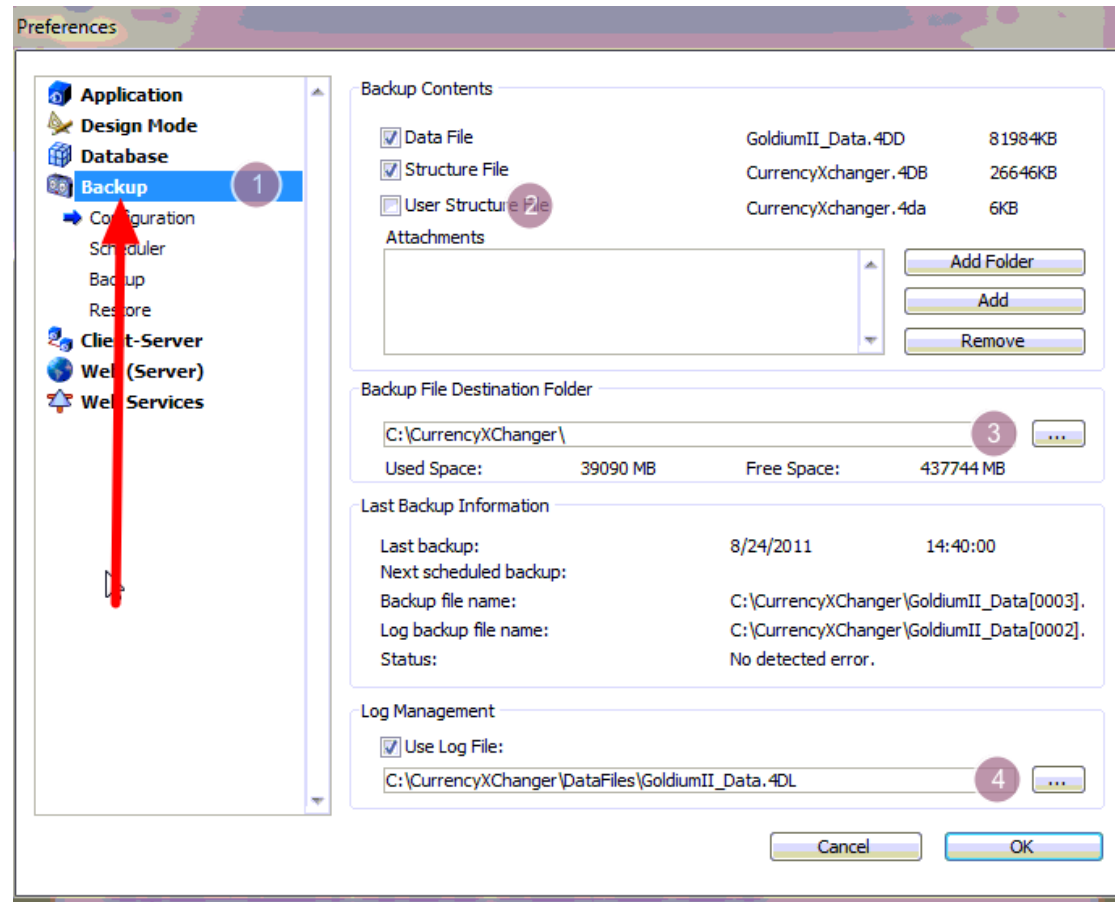 Preferences
Application
Design Mode
Database
Backup 1
Configuration
Scheduler
Backup
Restore
Client-Server
Web (Server)
Web Services
Backup Contents
Data File GoldiumII_Data.4DD 81984KB
Structure File CurrencyXchanger.4DB 26646KB
User Structure File 2 CurrencyXchanger.4da 6KB
Attachments
Add Folder
Add
Remove
Backup File Destination Folder
C:\CurrencyXChanger\ 3 ...
Used Space: 39090 MB Free Space: 437744 MB
Last Backup Information
Last backup: 8/24/2011 14:40:00
Next scheduled backup:
Backup file name: C:\CurrencyXChanger\GoldiumII_Data[0003].
Log backup file name: C:\CurrencyXChanger\GoldiumII_Data[0002].
Status: No detected error.
Log Management
Use Log File:
C:\CurrencyXChanger\DataFiles\GoldiumII_Data.4DL 4 ...
Cancel OK